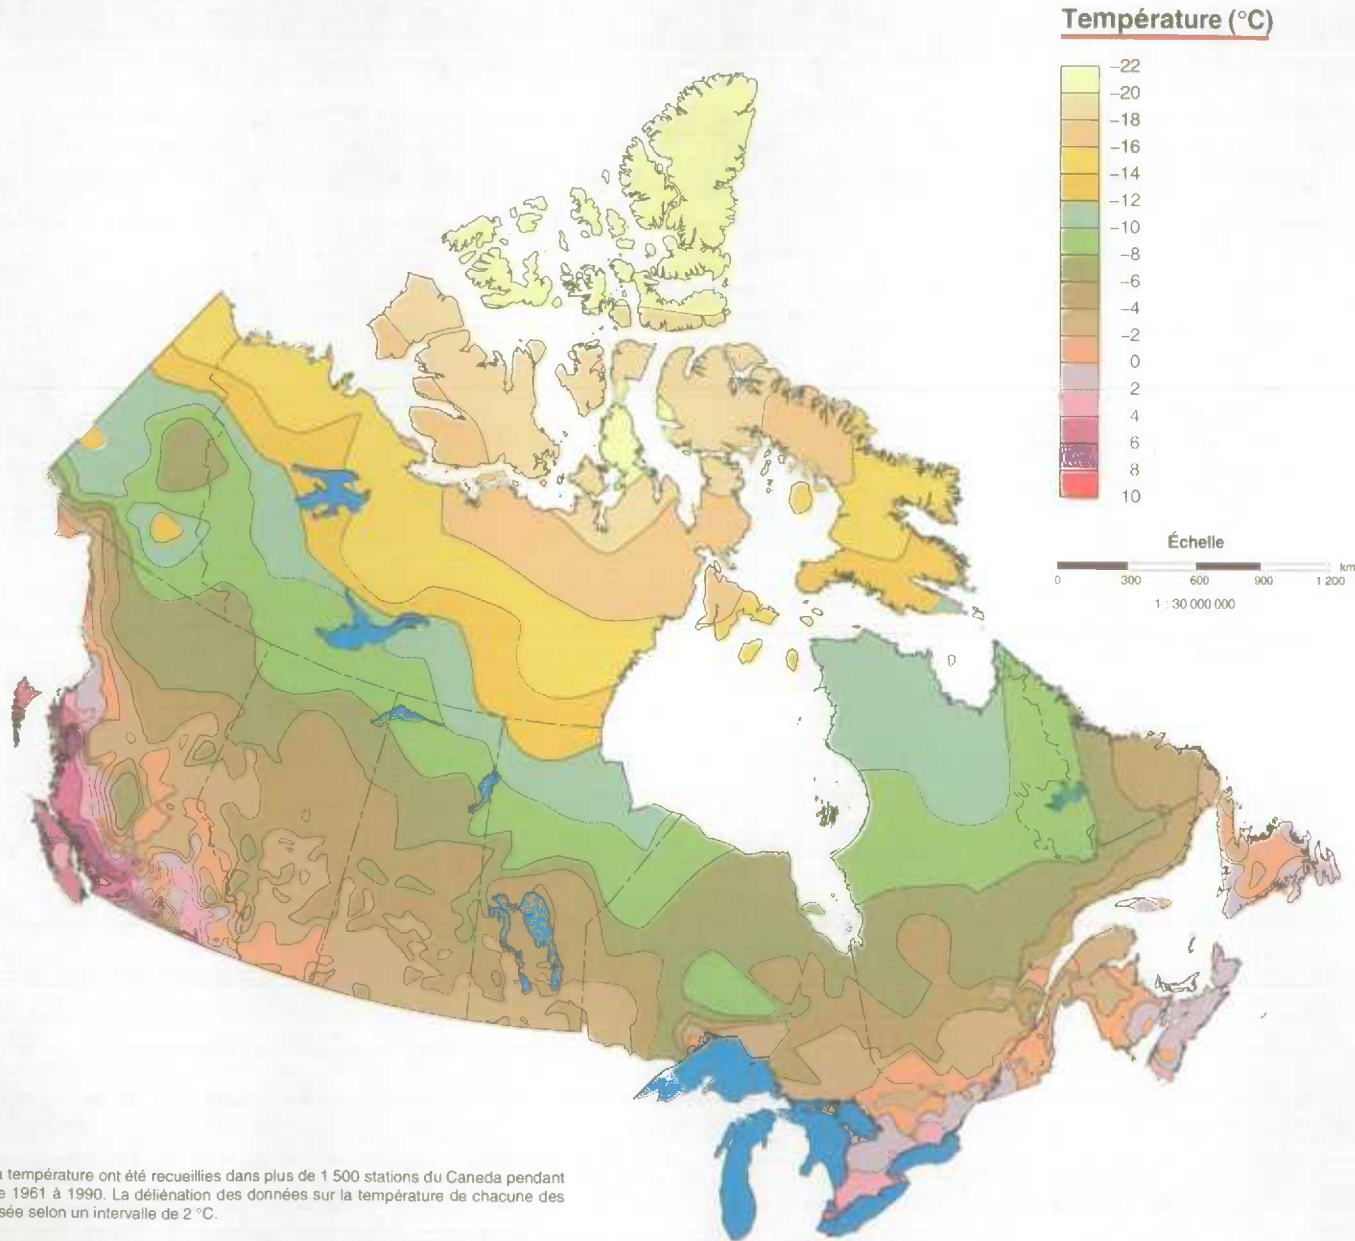 Température (°C)
–22
–20
–18
–16
–14
–12
–10
–8
–6
–4
–2
0
2
4
6
8
10
Échelle
0 300 600 900 1 200 km
1 : 30 000 000
température ont été recueillies dans plus de 1 500 stations du Caneda pendant
1961 à 1990. La déliénation des données sur la température de chacune des
selon un intervalle de 2 °C.